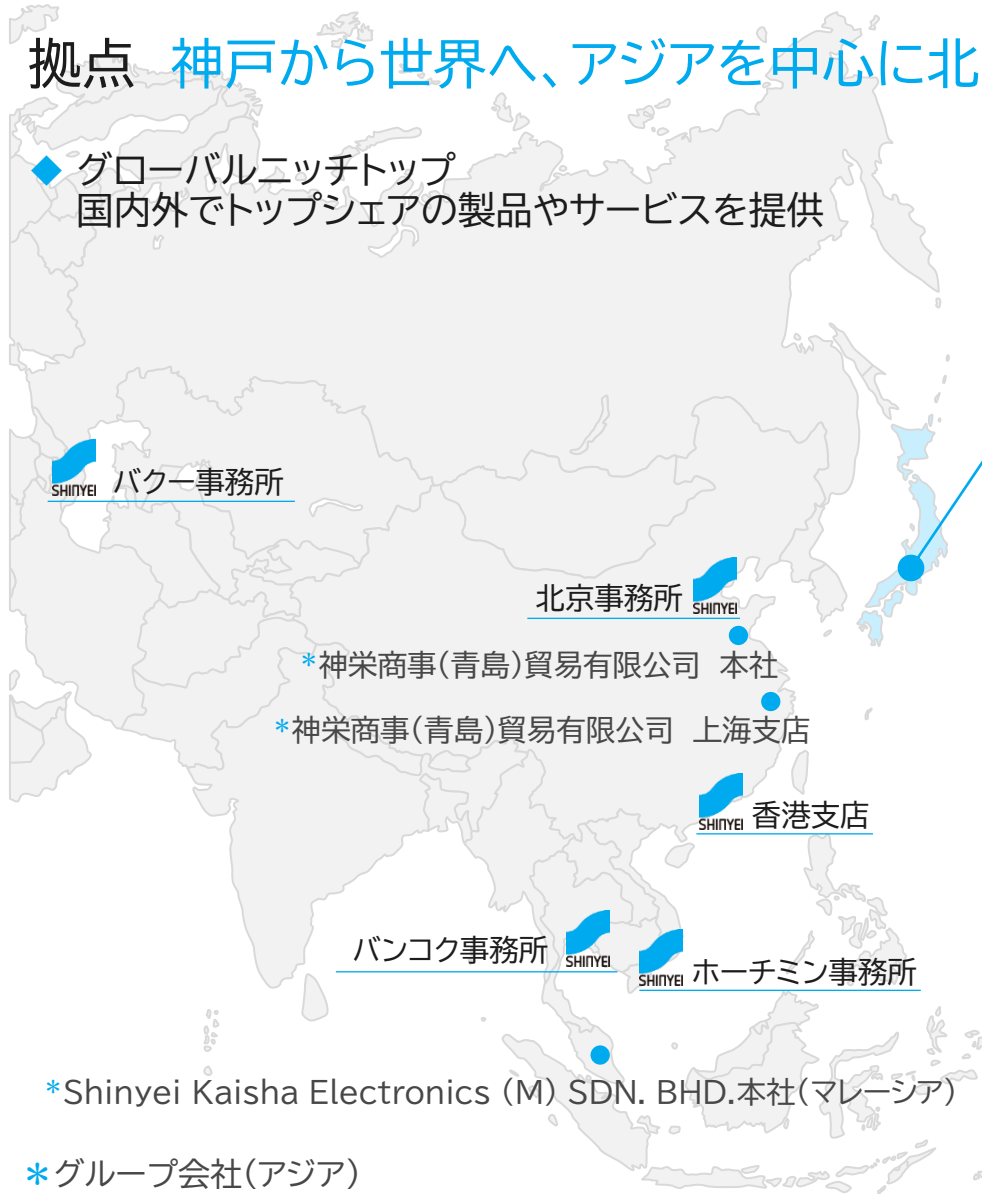 拠点 神戸から世界へ、アジアを中心に北
グローバルニッチトップ
国内外でトップシェアの製品やサービスを提供
SHINYEI バクー事務所
北京事務所 SHINYEI
*神栄商事(青島)貿易有限公司 本社
*神栄商事(青島)貿易有限公司 上海支店
SHINYEI 香港支店
バンコク事務所 SHINYEI
SHINYEI ホーチミン事務所
*Shinyei Kaisha Electronics (M) SDN. BHD.本社(マレーシア)
*グループ会社(アジア)